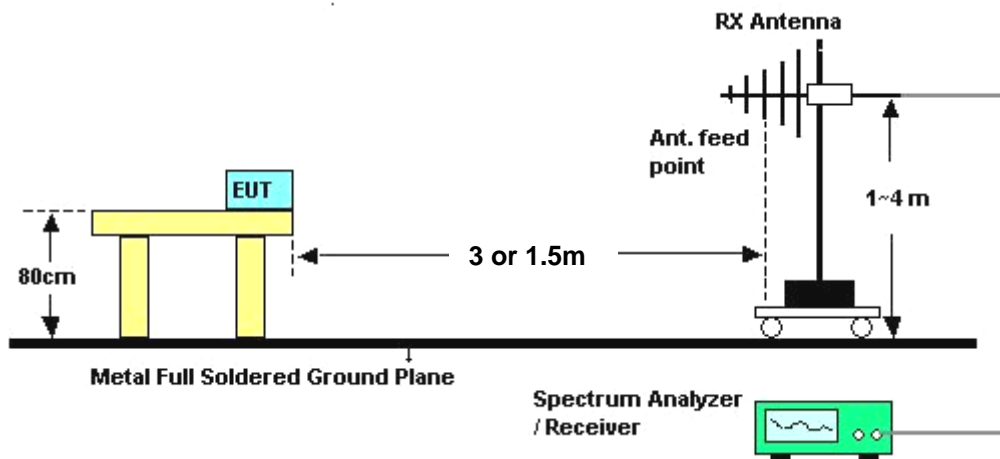 RX Antenna
Ant. feed
point
EUT
1~4 m
3 or 1.5m
80cm
Metal Full Soldered Ground Plane
Spectrum Analyzer
/ Receiver